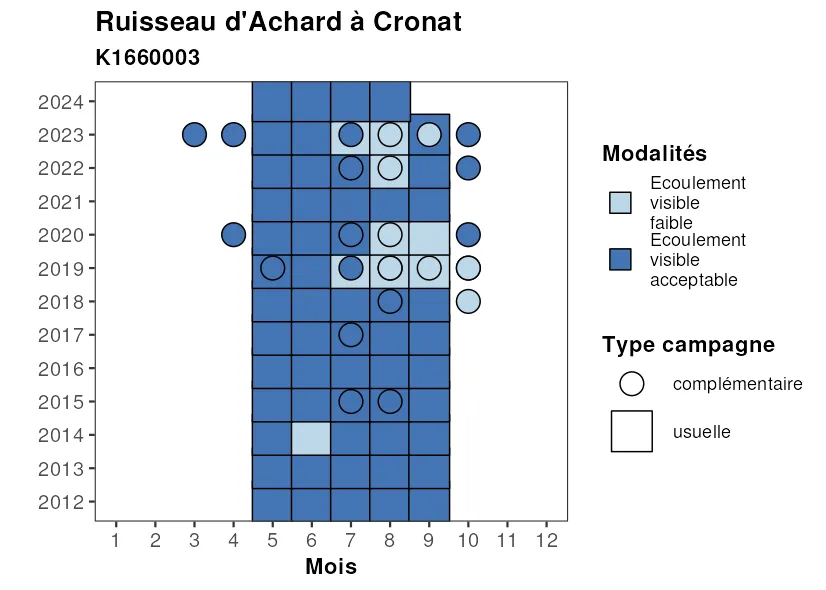 Ruisseau d'Achard à Cronat
K1660003
2024
2023
2022
2021
2020
2019
2018
2017
2016
2015
2014
2013
2012
1 2 3 4 5 6 7 8 9 10 11 12
Mois
Modalités
Ecoulement
visible
faible
Ecoulement
visible
acceptable
Type campagne
complémentaire
usuelle